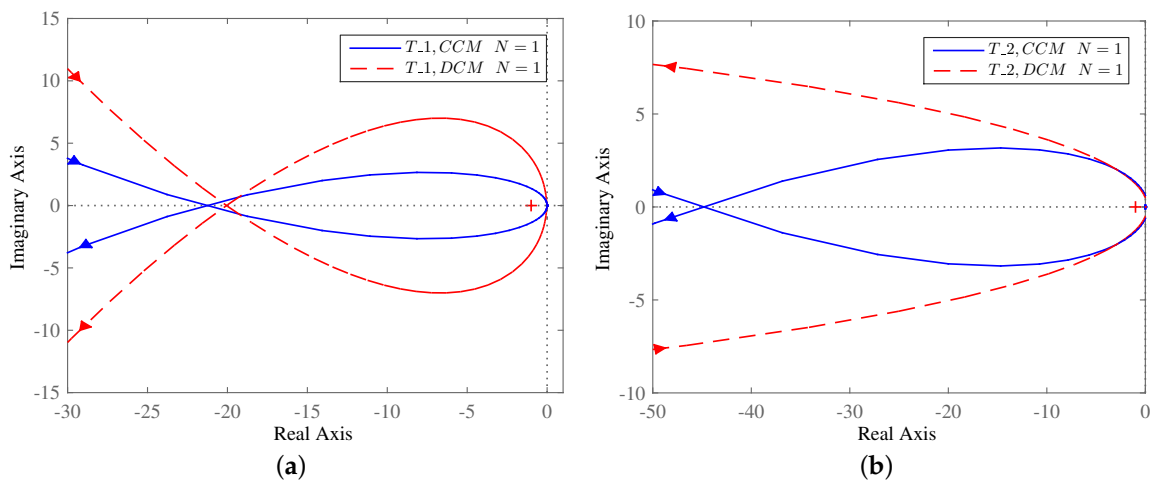 15
10
5
0
-5
-10
-15
Imaginary Axis
T_1, CCM N = 1
T_1, DCM N = 1
-30 -25 -20 -15 -10 -5 0
Real Axis
(a)
10
5
0
-5
-10
Imaginary Axis
T_2, CCM N = 1
T_2, DCM N = 1
-50 -40 -30 -20 -10 0
Real Axis
(b)